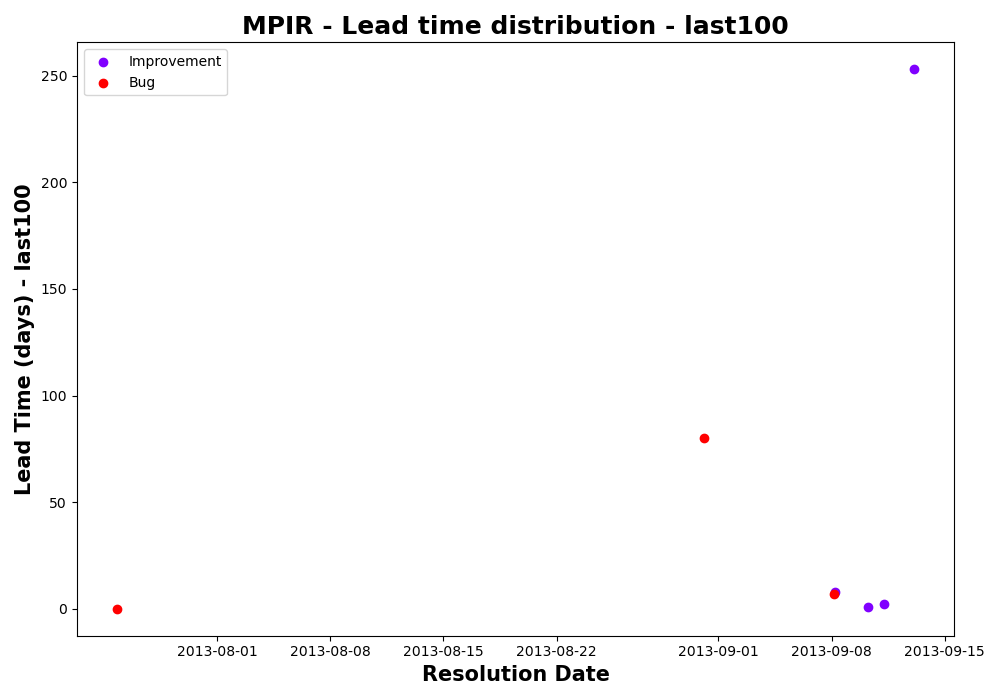 MPIR - Lead time distribution - last100
Improvement
Bug
Lead Time (days) - last100
250
200
150
100
50
0
2013-08-01 2013-08-08 2013-08-15 2013-08-22 2013-09-01 2013-09-08 2013-09-15
Resolution Date